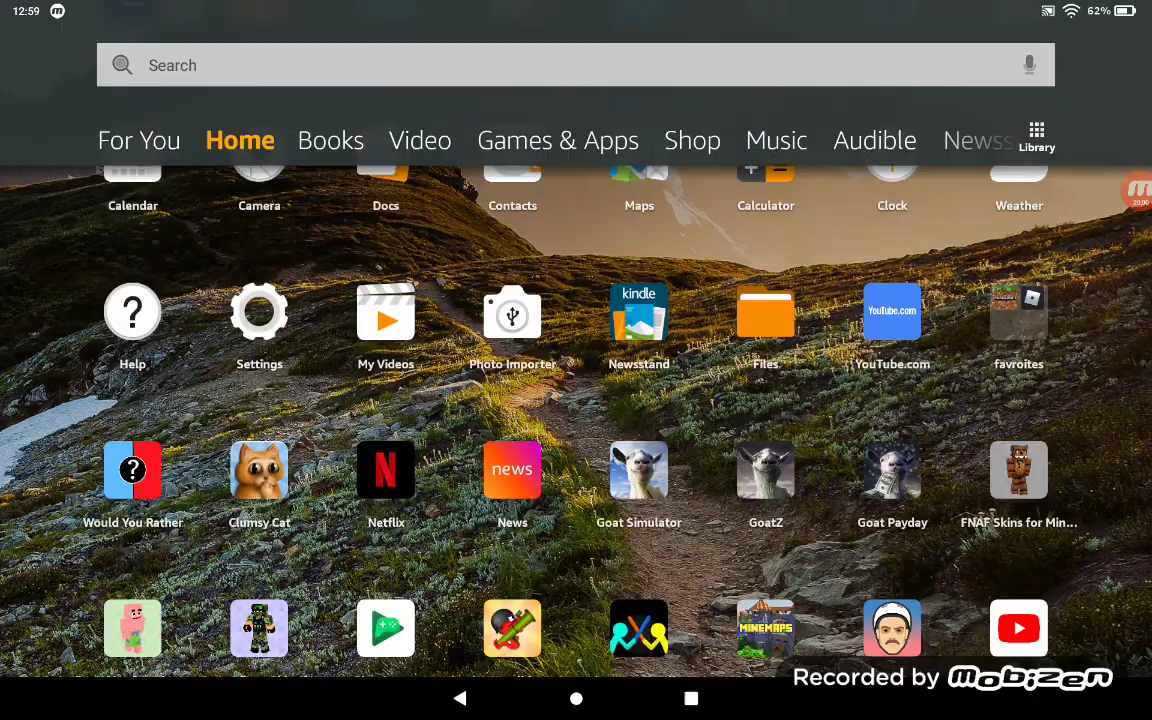 12:59 62%
Search
For You Home Books Video Games & Apps Shop Music Audible Newss
Library
20:00
Calendar Camera Docs Contacts Maps Calculator Clock Weather
kindle
YouTube.com
Help Settings My Videos Photo Importer Newsstand Files YouTube.com favroites
news
Would You Rather Clumsy Cat Netflix News Goat Simulator GoatZ Goat Payday FNAF Skins for Min...
MINEMAPS
Recorded by mobizen